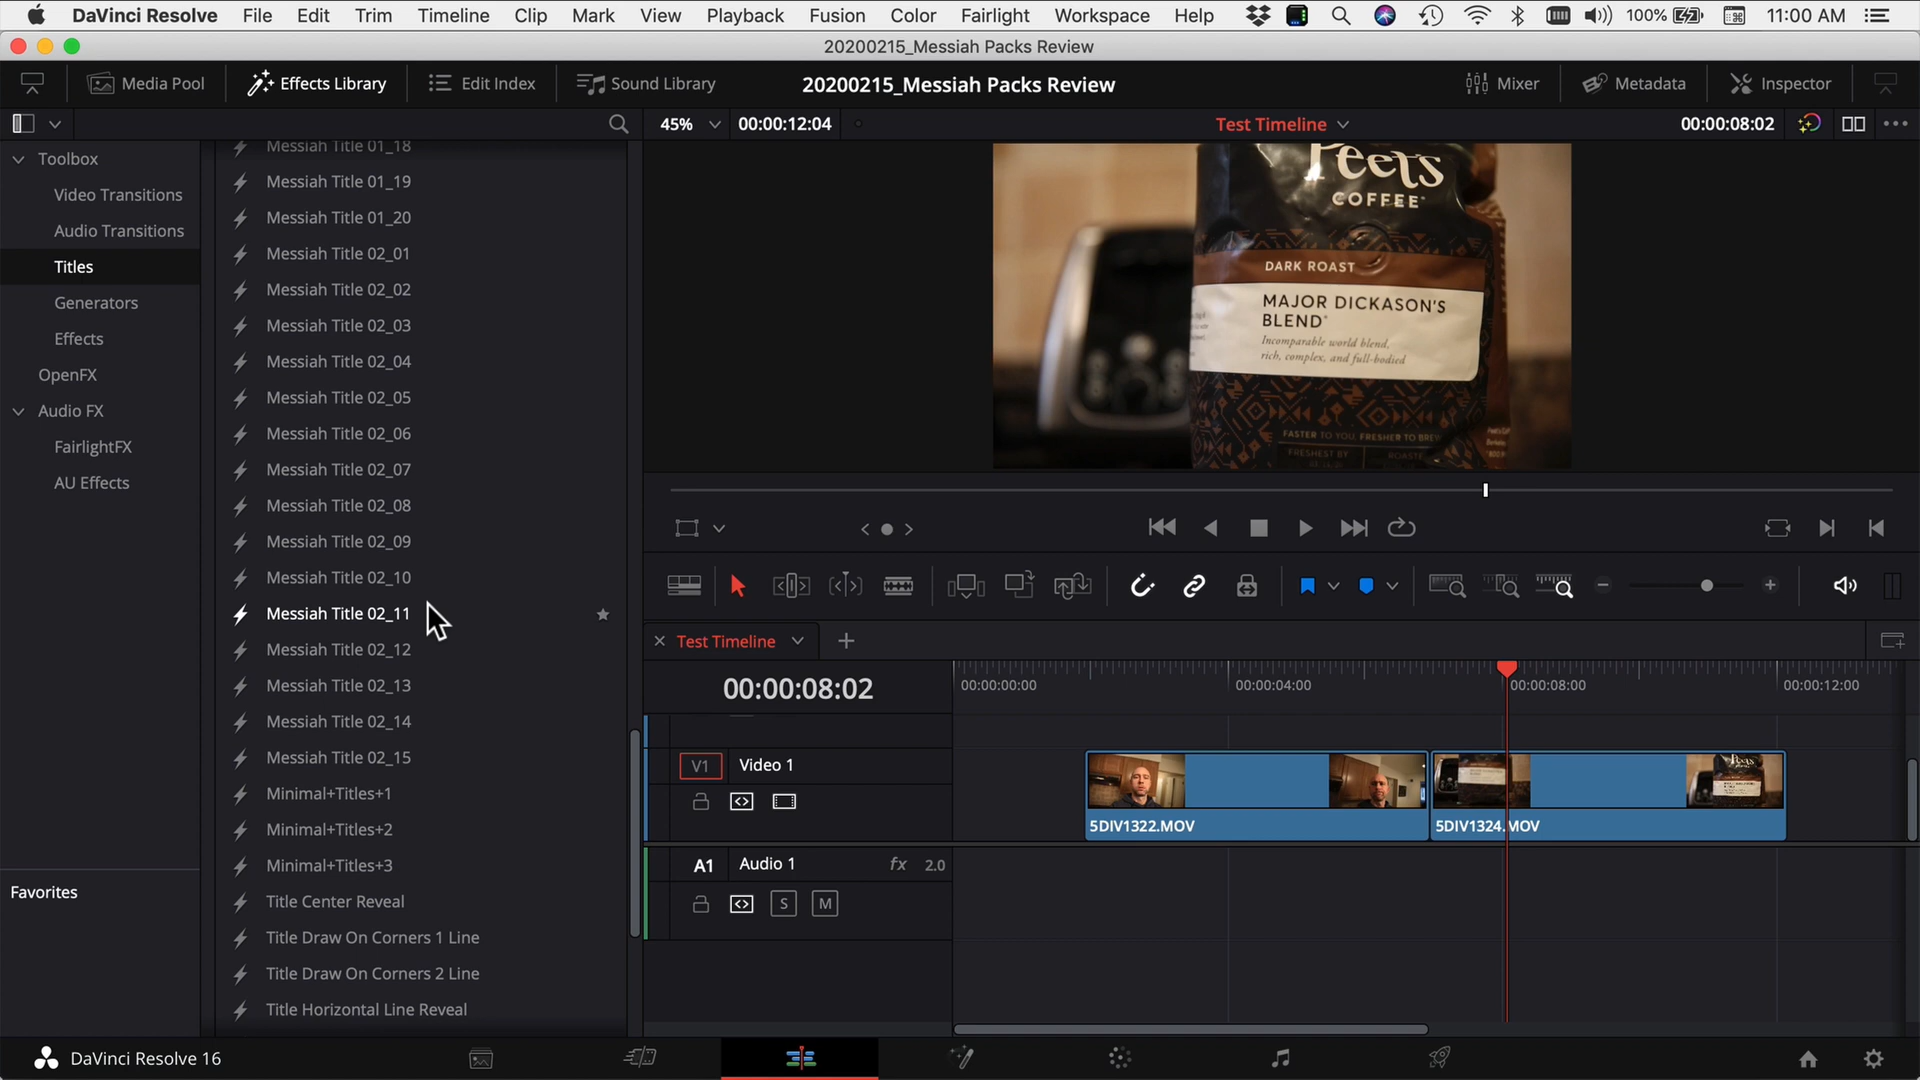 DaVinci Resolve File Edit Trim Timeline Clip Mark View Playback Fusion Color Fairlight Workspace Help 100% 11:00 AM
20200215_Messiah Packs Review
Media Pool Effects Library Edit Index Sound Library 20200215_Messiah Packs Review Mixer Metadata Inspector
45% 00:00:12:04 Test Timeline 00:00:08:02
Toolbox
Video Transitions
Audio Transitions
Titles
Generators
Effects
OpenFX
Audio FX
FairlightFX
AU Effects
Favorites
Messiah Title 01_18
Messiah Title 01_19
Messiah Title 01_20
Messiah Title 02_01
Messiah Title 02_02
Messiah Title 02_03
Messiah Title 02_04
Messiah Title 02_05
Messiah Title 02_06
Messiah Title 02_07
Messiah Title 02_08
Messiah Title 02_09
Messiah Title 02_10
Messiah Title 02_11
Messiah Title 02_12
Messiah Title 02_13
Messiah Title 02_14
Messiah Title 02_15
Minimal+Titles+1
Minimal+Titles+2
Minimal+Titles+3
Title Center Reveal
Title Draw On Corners 1 Line
Title Draw On Corners 2 Line
Title Horizontal Line Reveal
Peet's
COFFEE
DARK ROAST
MAJOR DICKASON'S
BLEND
Incomparable world blend,
rich, complex, and full-bodied
FASTER TO YOU. FRESHER TO BREW
FRESHEST BY
Test Timeline
00:00:08:02
00:00:00:00 00:00:04:00 00:00:08:00 00:00:12:00
V1 Video 1
5DIV1322.MOV 5DIV1324.MOV
A1 Audio 1 fx 2.0
S M
DaVinci Resolve 16